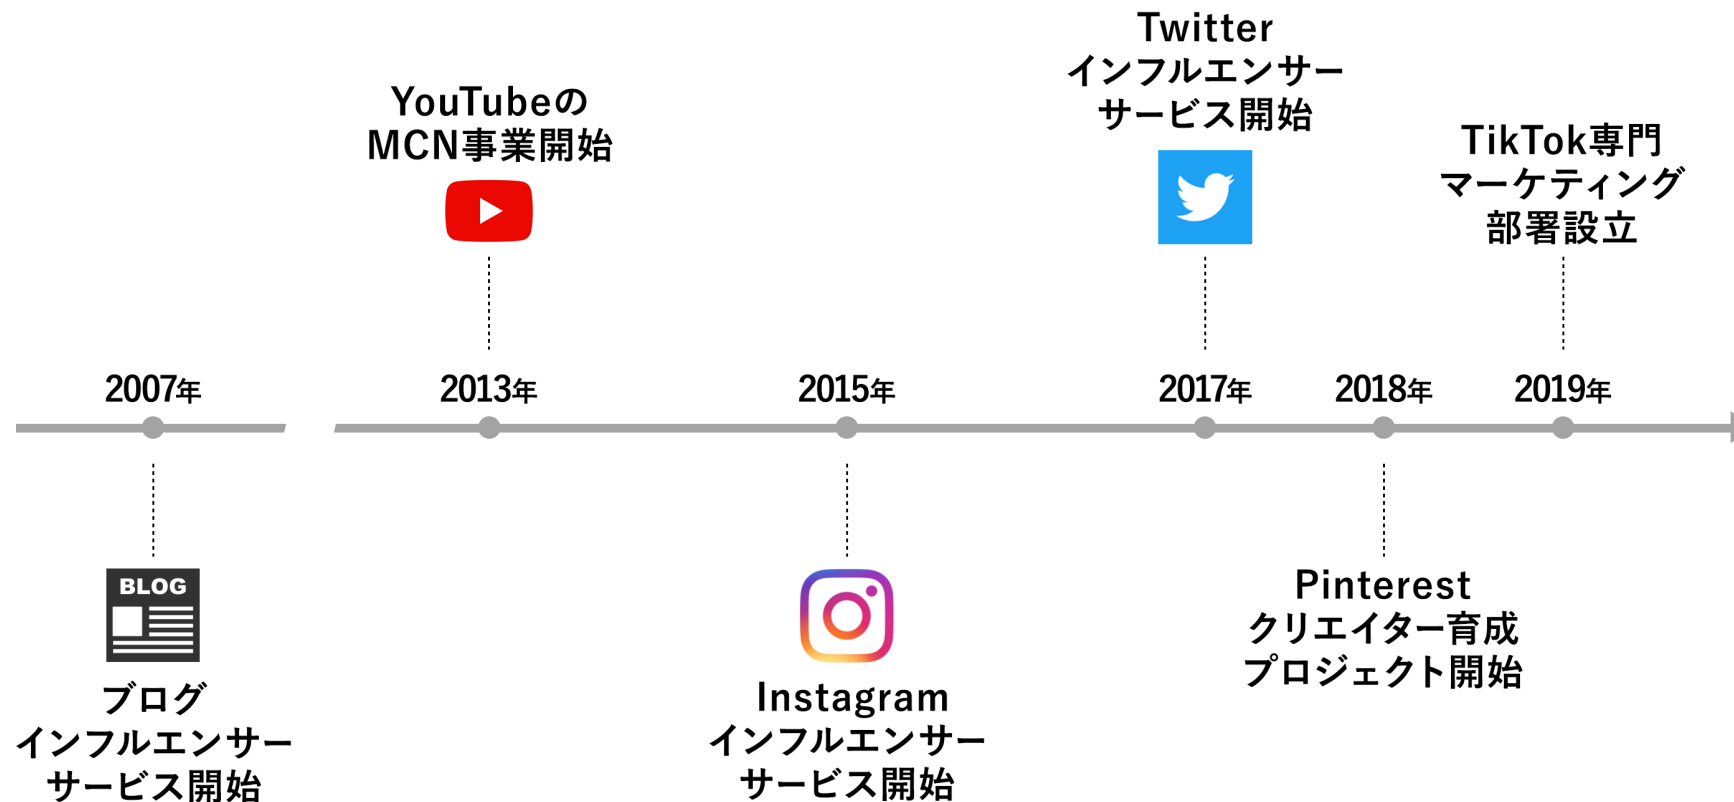 Twitter
インフルエンサー
サービス開始
YouTubeの
MCN事業開始
TikTok専門
マーケティング
部署設立
2007年
2013年
2015年
2017年
2018年
2019年
BLOG
ブログ
インフルエンサー
サービス開始
Instagram
インフルエンサー
サービス開始
Pinterest
クリエイター育成
プロジェクト開始